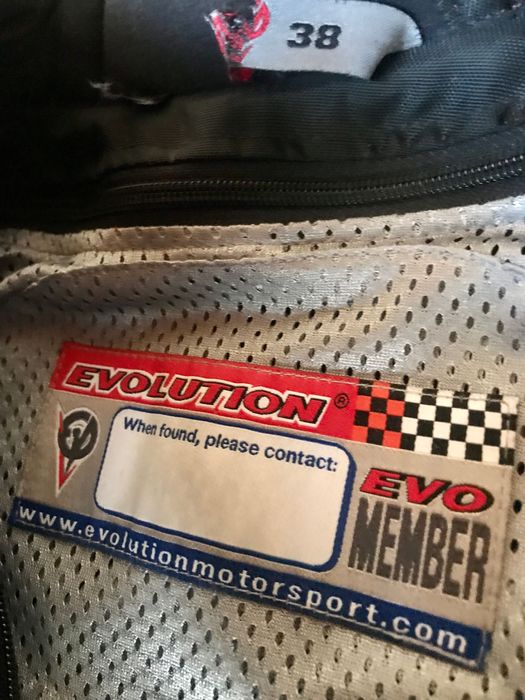 38
EVOLUTION®
When found, please contact:
EVO
MEMBER
www.evolutionmotorsport.com